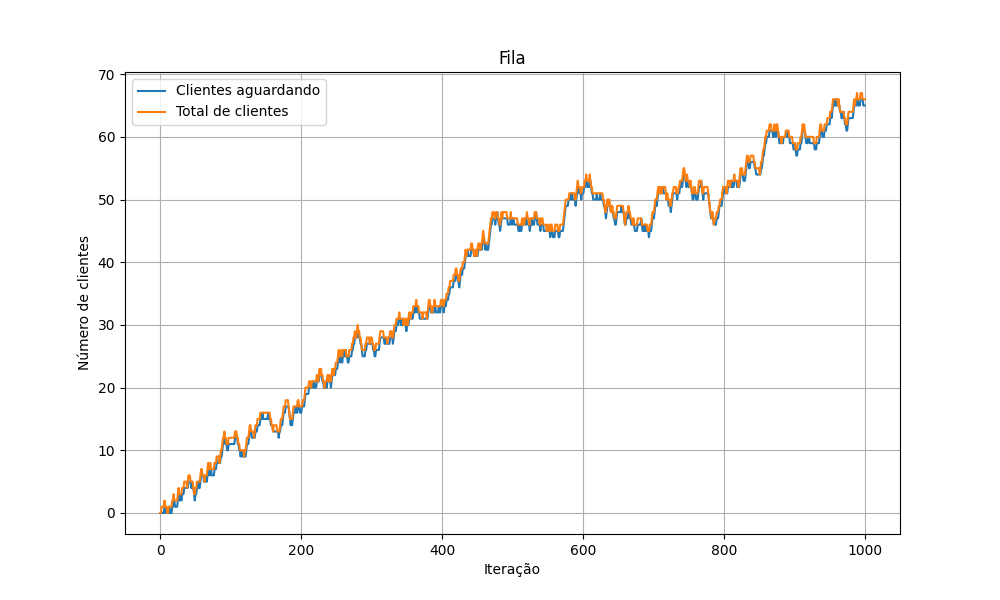 Fila
Clientes aguardando
Total de clientes
Número de clientes
70
60
50
40
30
20
10
0
0 200 400 600 800 1000
Iteração